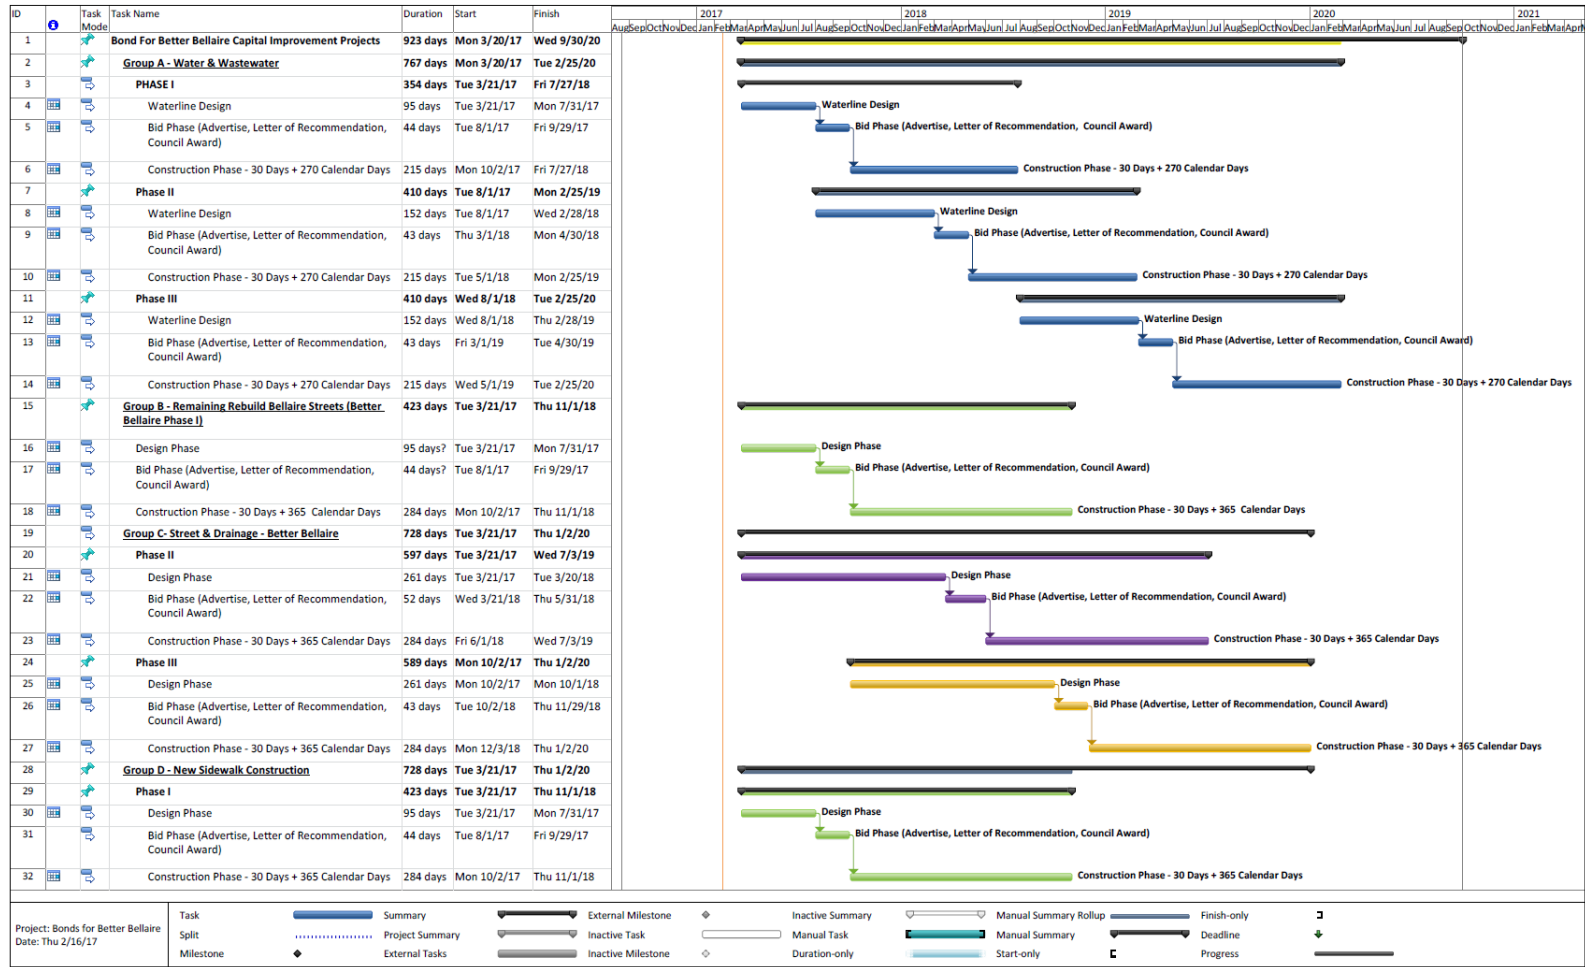 ID Task Mode Task Name Duration Start Finish
2017 2018 2019 2020 2021
Aug Sep Oct Nov Dec Jan Feb Mar Apr May Jun Jul Aug Sep Oct Nov Dec Jan Feb Mar Apr May Jun Jul Aug Sep Oct Nov Dec Jan Feb Mar Apr May Jun Jul Aug Sep Oct Nov Dec Jan Feb Mar Apr May Jun Jul Aug Sep Oct Nov Dec Jan Feb Mar Apr
1 Bond For Better Bellaire Capital Improvement Projects 923 days Mon 3/20/17 Wed 9/30/20
2 Group A - Water & Wastewater 767 days Mon 3/20/17 Tue 2/25/20
3 PHASE I 354 days Tue 3/21/17 Fri 7/27/18
4 Waterline Design 95 days Tue 3/21/17 Mon 7/31/17 Waterline Design
5 Bid Phase (Advertise, Letter of Recommendation, 44 days Tue 8/1/17 Fri 9/29/17 Bid Phase (Advertise, Letter of Recommendation, Council Award)
Council Award)
6 Construction Phase - 30 Days + 270 Calendar Days 215 days Mon 10/2/17 Fri 7/27/18 Construction Phase - 30 Days + 270 Calendar Days
7 Phase II 410 days Tue 8/1/17 Mon 2/25/19
8 Waterline Design 152 days Tue 8/1/17 Wed 2/28/18 Waterline Design
9 Bid Phase (Advertise, Letter of Recommendation, 43 days Thu 3/1/18 Mon 4/30/18 Bid Phase (Advertise, Letter of Recommendation, Council Award)
Council Award)
10 Construction Phase - 30 Days + 270 Calendar Days 215 days Tue 5/1/18 Mon 2/25/19 Construction Phase - 30 Days + 270 Calendar Days
11 Phase III 410 days Wed 8/1/18 Tue 2/25/20
12 Waterline Design 152 days Wed 8/1/18 Thu 2/28/19 Waterline Design
13 Bid Phase (Advertise, Letter of Recommendation, 43 days Fri 3/1/19 Tue 4/30/19 Bid Phase (Advertise, Letter of Recommendation, Council Award)
Council Award)
14 Construction Phase - 30 Days + 270 Calendar Days 215 days Wed 5/1/19 Tue 2/25/20 Construction Phase - 30 Days + 270 Calendar Days
15 Group B - Remaining Rebuild Bellaire Streets (Better 423 days Tue 3/21/17 Thu 11/1/18
Bellaire Phase I)
16 Design Phase 95 days? Tue 3/21/17 Mon 7/31/17 Design Phase
17 Bid Phase (Advertise, Letter of Recommendation, 44 days? Tue 8/1/17 Fri 9/29/17 Bid Phase (Advertise, Letter of Recommendation, Council Award)
Council Award)
18 Construction Phase - 30 Days + 365 Calendar Days 284 days Mon 10/2/17 Thu 11/1/18 Construction Phase - 30 Days + 365 Calendar Days
19 Group C- Street & Drainage - Better Bellaire 728 days Tue 3/21/17 Thu 1/2/20
20 Phase II 597 days Tue 3/21/17 Wed 7/3/19
21 Design Phase 261 days Tue 3/21/17 Tue 3/20/18 Design Phase
22 Bid Phase (Advertise, Letter of Recommendation, 52 days Wed 3/21/18 Thu 5/31/18 Bid Phase (Advertise, Letter of Recommendation, Council Award)
Council Award)
23 Construction Phase - 30 Days + 365 Calendar Days 284 days Fri 6/1/18 Wed 7/3/19 Construction Phase - 30 Days + 365 Calendar Days
24 Phase III 589 days Mon 10/2/17 Thu 1/2/20
25 Design Phase 261 days Mon 10/2/17 Mon 10/1/18 Design Phase
26 Bid Phase (Advertise, Letter of Recommendation, 43 days Tue 10/2/18 Thu 11/29/18 Bid Phase (Advertise, Letter of Recommendation, Council Award)
Council Award)
27 Construction Phase - 30 Days + 365 Calendar Days 284 days Mon 12/3/18 Thu 1/2/20 Construction Phase - 30 Days + 365 Calendar Days
28 Group D - New Sidewalk Construction 728 days Tue 3/21/17 Thu 1/2/20
29 Phase I 423 days Tue 3/21/17 Thu 11/1/18
30 Design Phase 95 days Tue 3/21/17 Mon 7/31/17 Design Phase
31 Bid Phase (Advertise, Letter of Recommendation, 44 days Tue 8/1/17 Fri 9/29/17 Bid Phase (Advertise, Letter of Recommendation, Council Award)
Council Award)
32 Construction Phase - 30 Days + 365 Calendar Days 284 days Mon 10/2/17 Thu 11/1/18 Construction Phase - 30 Days + 365 Calendar Days
Project: Bonds for Better Bellaire
Date: Thu 2/16/17
Task Summary External Milestone Inactive Summary Manual Summary Rollup Finish-only
Split Project Summary Inactive Task Manual Task Manual Summary Deadline
Milestone External Tasks Inactive Milestone Duration-only Start-only Progress